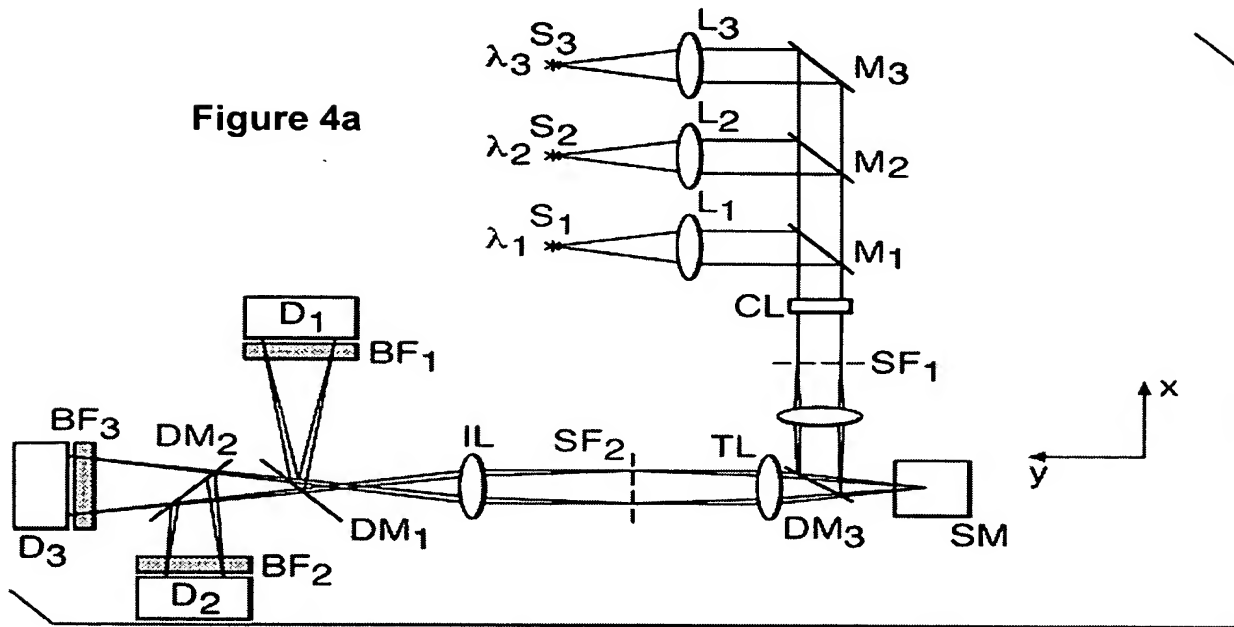 Figure 4a
λ3 S3 L3 M3
λ2 S2 L2 M2
λ1 S1 L1 M1
CL
D1
BF1 SF1
x
BF3 DM2 IL SF2 TL
y
D3 DM1 DM3 SM
BF2
D2